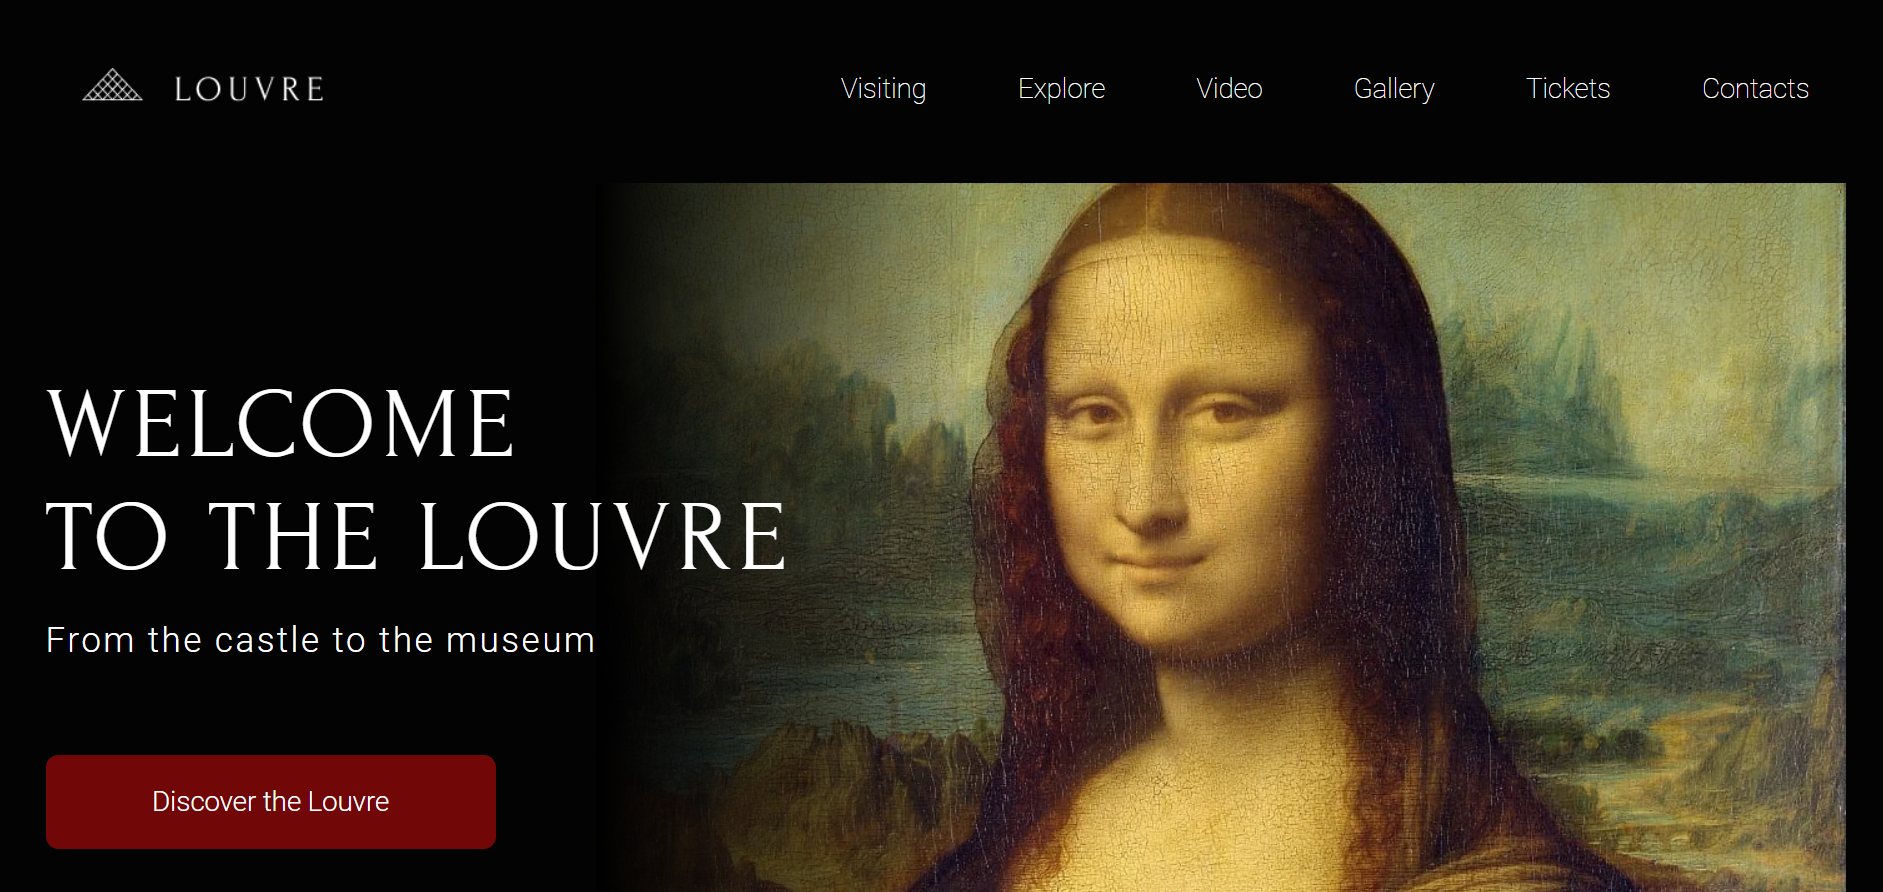 LOUVRE
Visiting
Explore
Video
Gallery
Tickets
Contacts
WELCOME
TO THE LOUVRE
From the castle to the museum
Discover the Louvre